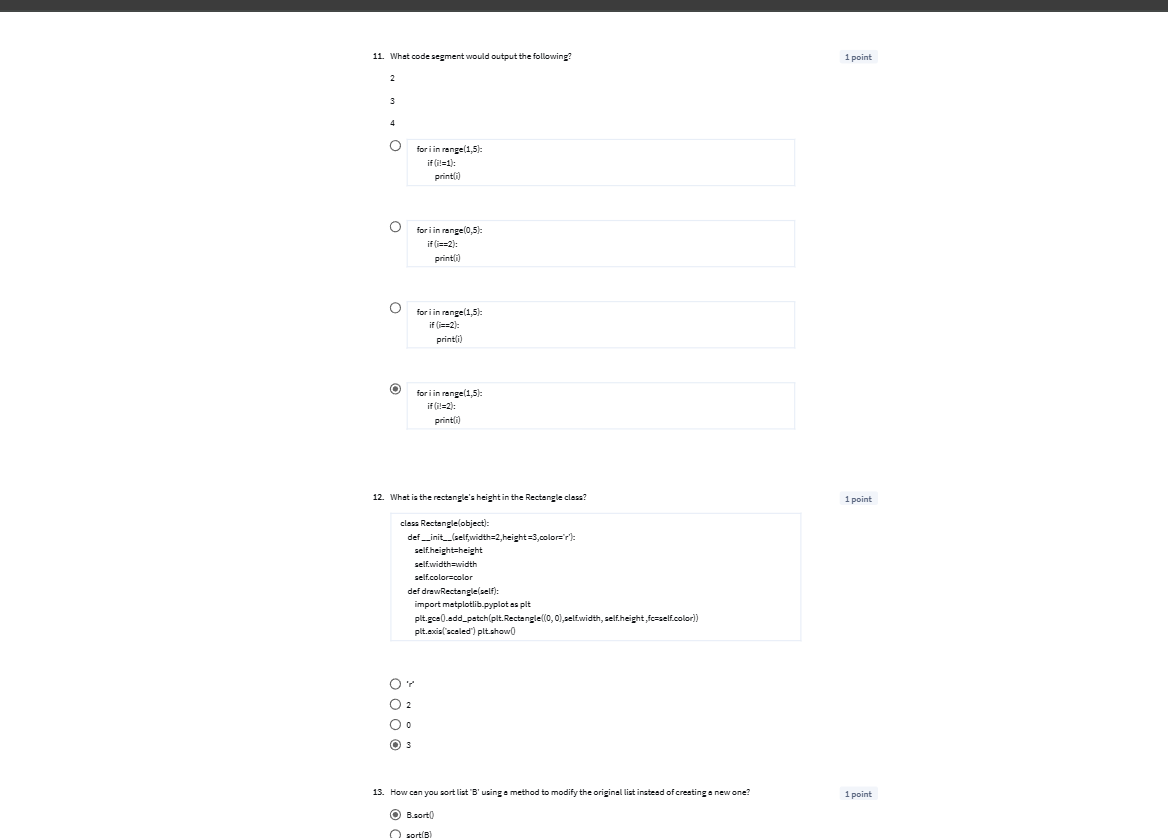 11. What code segment would output the following?
1 point
2
3
4
for i in range(1,5):
if (i!=1):
print(i)
for i in range(0,5):
if (i==2):
print(i)
for i in range(1,5):
if (i==2):
print(i)
for i in range(1,5):
if (i!=2):
print(i)
12. What is the rectangle's height in the Rectangle class?
1 point
class Rectangle(object):
def __init__(self,width=2,height =3,color='r'):
self.height=height
self.width=width
self.color=color
def drawRectangle(self):
import matplotlib.pyplot as plt
plt.gca().add_patch(plt.Rectangle((0, 0),self.width, self.height ,fc=self.color))
plt.axis('scaled') plt.show()
'r'
2
0
3
13. How can you sort list 'B' using a method to modify the original list instead of creating a new one?
1 point
B.sort()
sort(B)